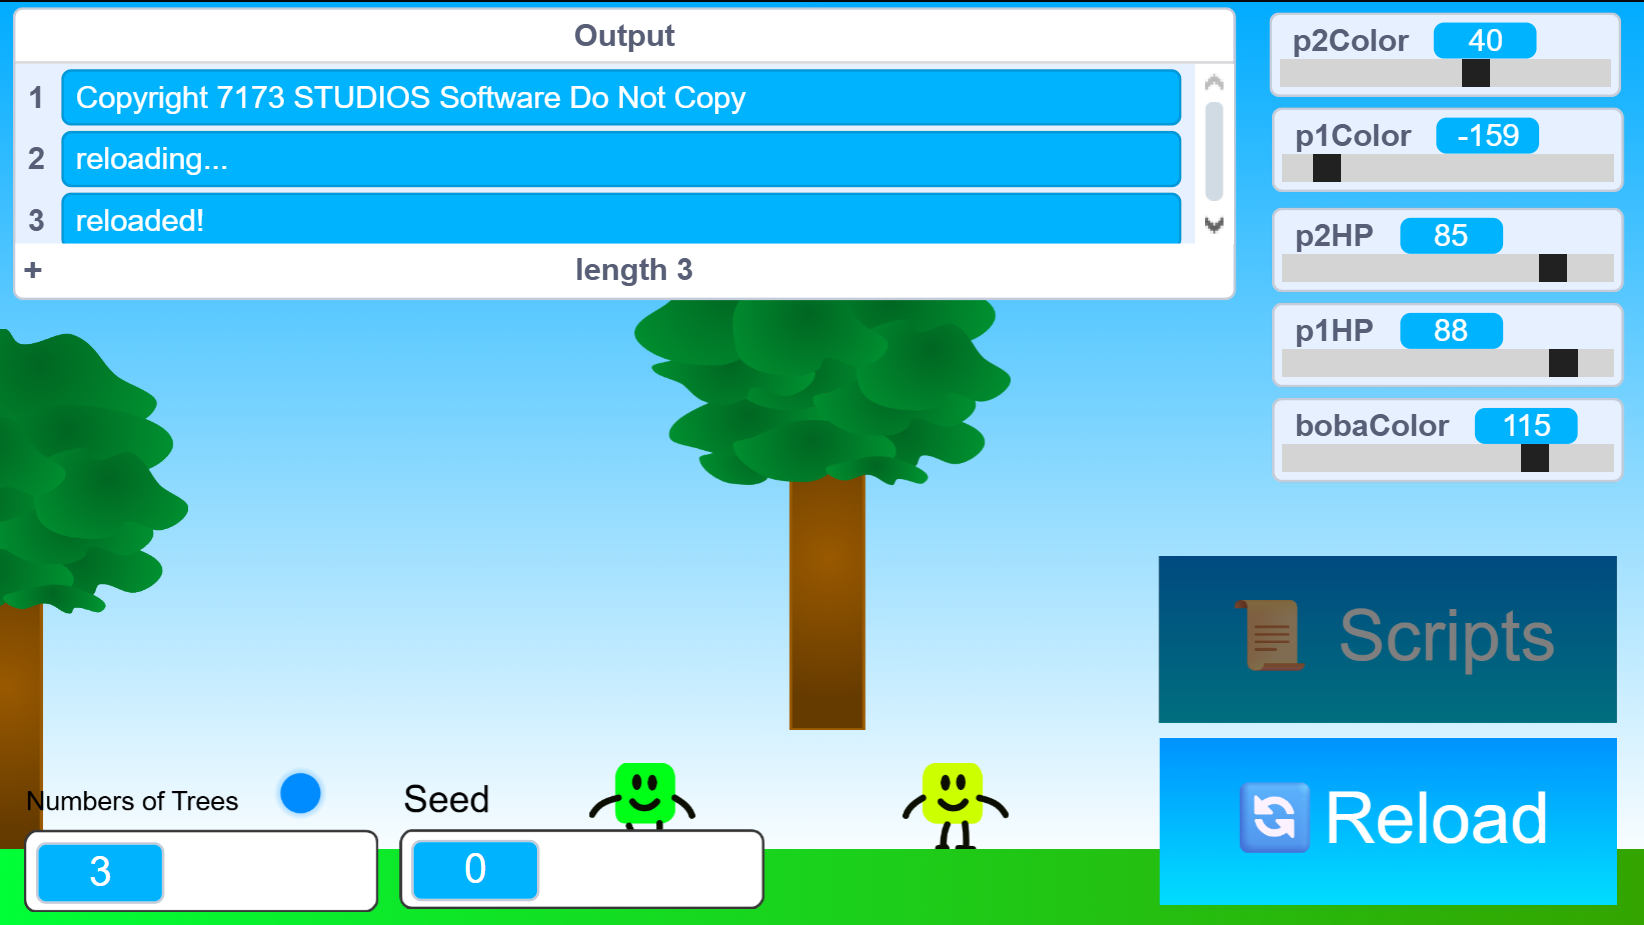 Output
1 Copyright 7173 STUDIOS Software Do Not Copy
2 reloading...
3 reloaded!
+ length 3
p2Color 40
p1Color -159
p2HP 85
p1HP 88
bobaColor 115
Scripts
Reload
Numbers of Trees
3
Seed
0